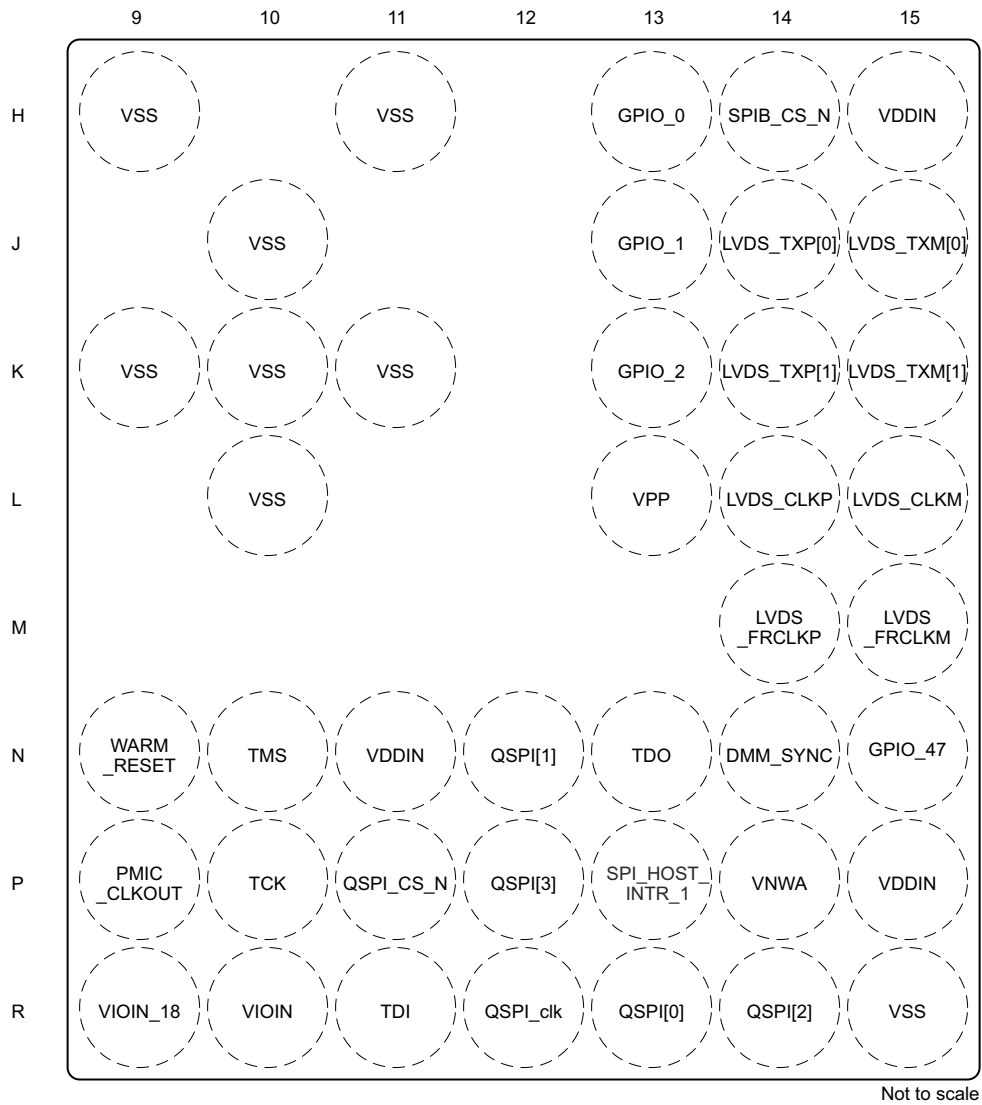 9 10 11 12 13 14 15
H VSS VSS GPIO_0 SPIB_CS_N VDDIN
J VSS GPIO_1 LVDS_TXP[0] LVDS_TXM[0]
K VSS VSS VSS GPIO_2 LVDS_TXP[1] LVDS_TXM[1]
L VSS VPP LVDS_CLKP LVDS_CLKM
M LVDS _FRCLKP LVDS _FRCLKM
N WARM _RESET TMS VDDIN QSPI[1] TDO DMM_SYNC GPIO_47
P PMIC _CLKOUT TCK QSPI_CS_N QSPI[3] SPI_HOST_ INTR_1 VNWA VDDIN
R VIOIN_18 VIOIN TDI QSPI_clk QSPI[0] QSPI[2] VSS
Not to scale